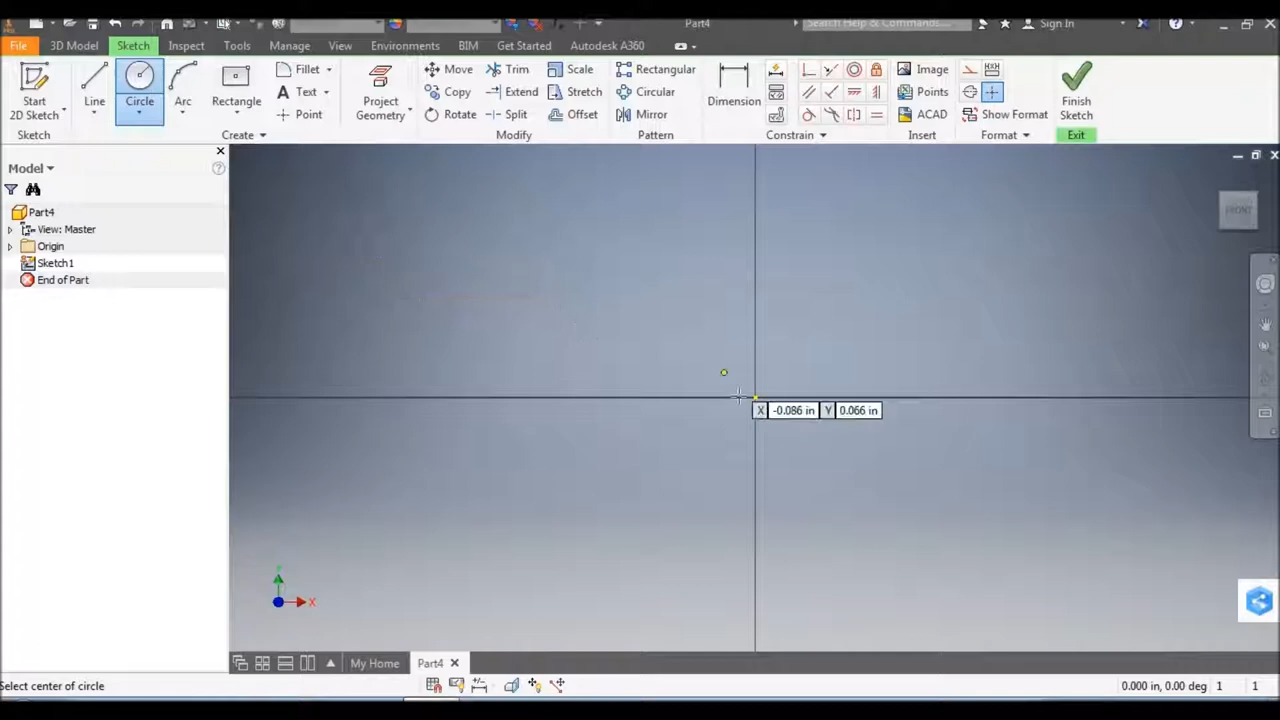 Part4 Search Help & Commands... Sign In
File 3D Model Sketch Inspect Tools Manage View Environments BIM Get Started Autodesk A360
Fillet Move Trim Scale Rectangular Image
Start Line Circle Arc Rectangle Text Project Copy Extend Stretch Circular Dimension Points Finish
2D Sketch Point Geometry Rotate Split Offset Mirror ACAD Show Format Sketch
Sketch Create Modify Pattern Constrain Insert Format Exit
Model
FRONT
Part4
View: Master
Origin
Sketch1
End of Part
X -0.086 in Y 0.066 in
Y
X
My Home Part4
Select center of circle 0.000 in, 0.00 deg 1 1